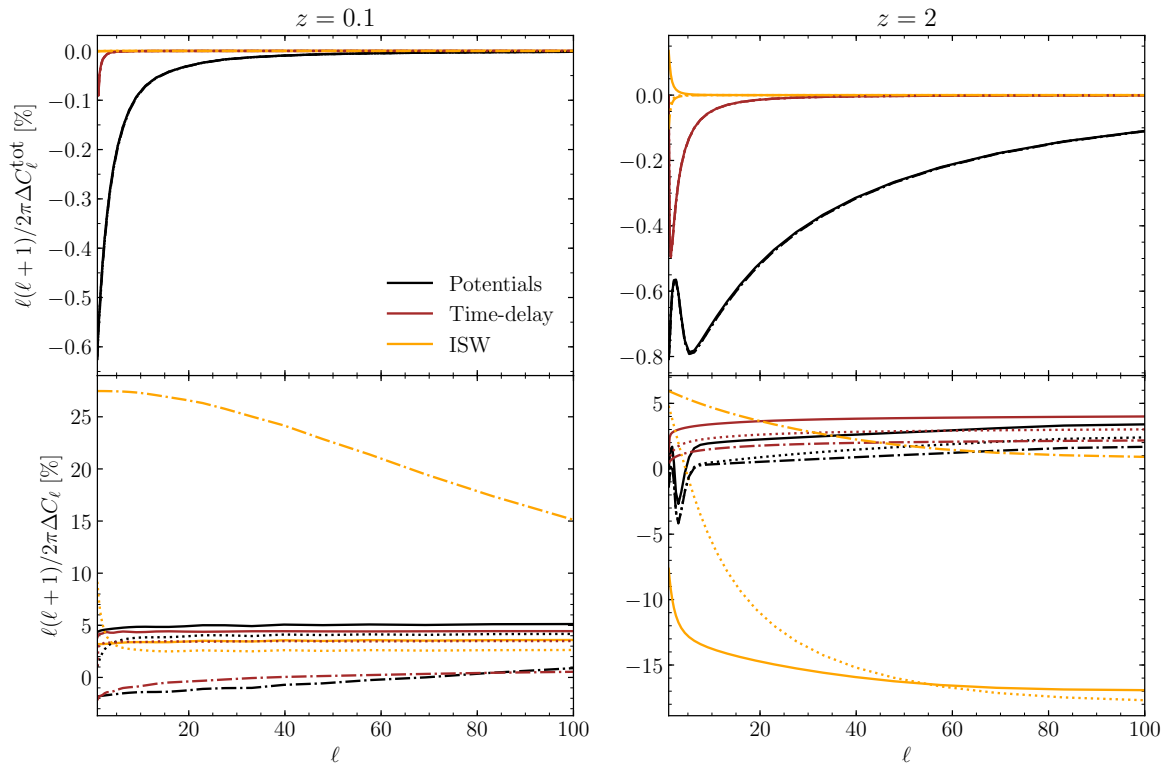 z = 0.1
z = 2
ℓ(ℓ + 1)/2πΔC_ℓ^tot [%]
0.0
−0.1
−0.2
−0.3
−0.4
−0.5
−0.6
Potentials
Time-delay
ISW
0.0
−0.2
−0.4
−0.6
−0.8
ℓ(ℓ + 1)/2πΔC_ℓ [%]
25
20
15
10
5
0
20 40 60 80 100
ℓ
5
0
−5
−10
−15
20 40 60 80 100
ℓ